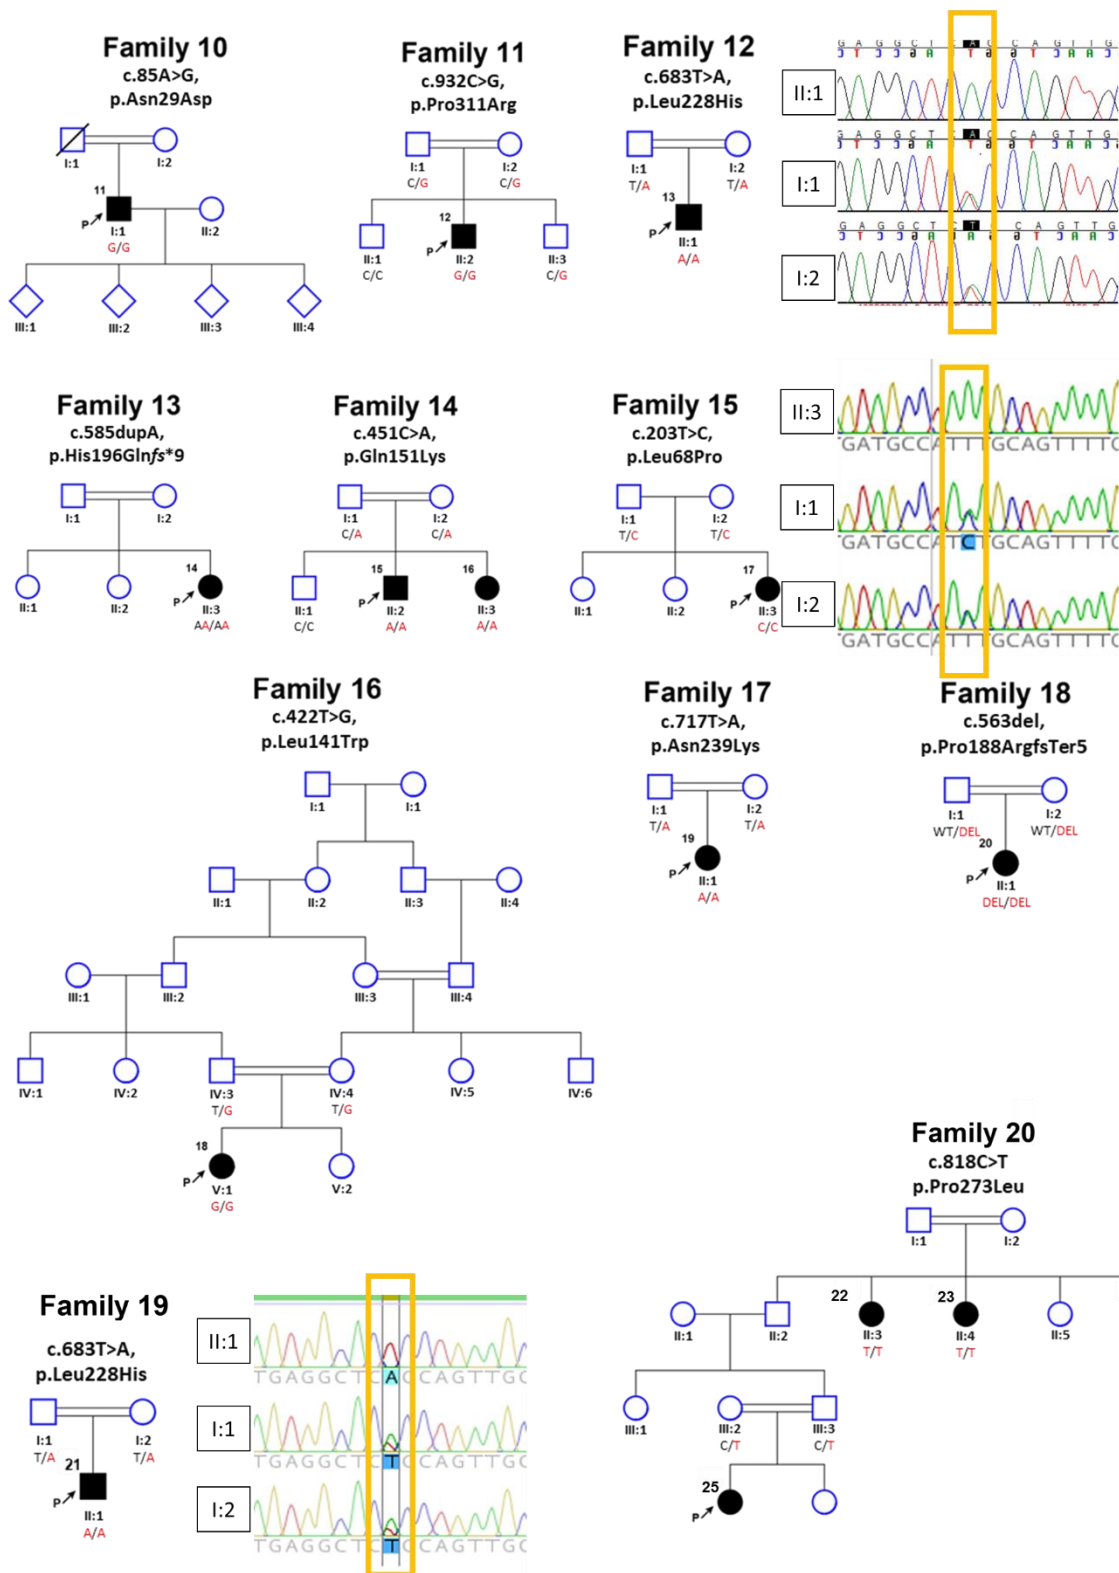 Family 10
c.85A>G,
p.Asn29Asp
I:1
I:2
11
P
I:1
G/G
II:2
III:1
III:2
III:3
III:4
Family 11
c.932C>G,
p.Pro311Arg
I:1
C/G
I:2
C/G
12
P
II:1
C/C
II:2
G/G
II:3
C/G
Family 12
c.683T>A,
p.Leu228His
I:1
T/A
I:2
T/A
13
P
II:1
A/A
II:1
I:1
I:2
G A G G C T C A G C A G T T G
G A G G C T C A G C A G T T G
G A G G C T C T G C A G T T G
Family 13
c.585dupA,
p.His196Glnfs*9
I:1
I:2
14
P
II:1
II:2
II:3
AA/AA
Family 14
c.451C>A,
p.Gln151Lys
I:1
C/A
I:2
C/A
15
16
P
II:1
C/C
II:2
A/A
II:3
A/A
Family 15
c.203T>C,
p.Leu68Pro
I:1
T/C
I:2
T/C
17
P
II:1
II:2
II:3
C/C
II:3
GATGCCATTTGCAGTTTTC
I:1
GATGCCATCTGCAGTTTTC
I:2
GATGCCATTTGCAGTTTTC
Family 16
c.422T>G,
p.Leu141Trp
I:1
I:1
II:1
II:2
II:3
II:4
III:1
III:2
III:3
III:4
IV:1
IV:2
IV:3
T/G
IV:4
T/G
IV:5
IV:6
18
P
V:1
G/G
V:2
Family 17
c.717T>A,
p.Asn239Lys
I:1
T/A
I:2
T/A
19
P
II:1
A/A
Family 18
c.563del,
p.Pro188ArgfsTer5
I:1
WT/DEL
I:2
WT/DEL
20
P
II:1
DEL/DEL
Family 19
c.683T>A,
p.Leu228His
I:1
T/A
I:2
T/A
21
P
II:1
A/A
II:1
TGAGGCTCACCAGTTGC
I:1
TGAGGCTCTCCAGTTGC
I:2
TGAGGCTCTCCAGTTGC
Family 20
c.818C>T
p.Pro273Leu
I:1
I:2
22
23
II:1
II:2
II:3
T/T
II:4
T/T
II:5
III:1
III:2
C/T
III:3
C/T
25
P